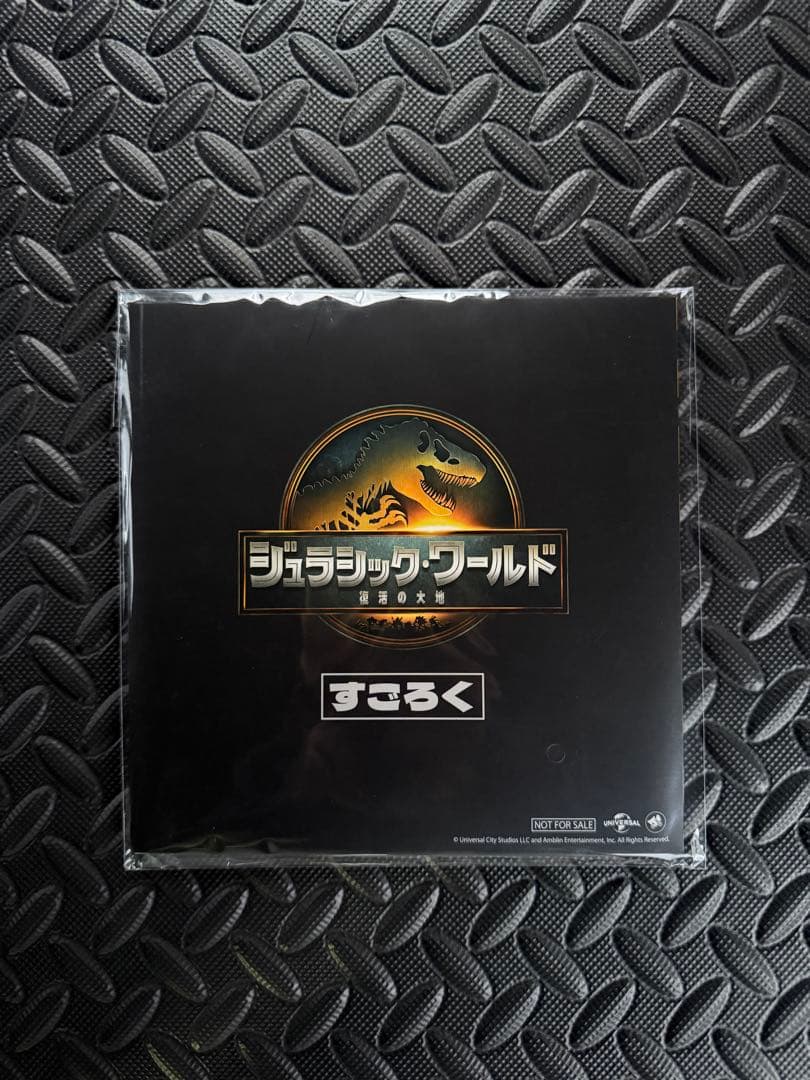 ジュラシック・ワールド
復活の大地
すごろく
NOT FOR SALE
UNIVERSAL
© Universal City Studios LLC and Amblin Entertainment, Inc. All Rights Reserved.